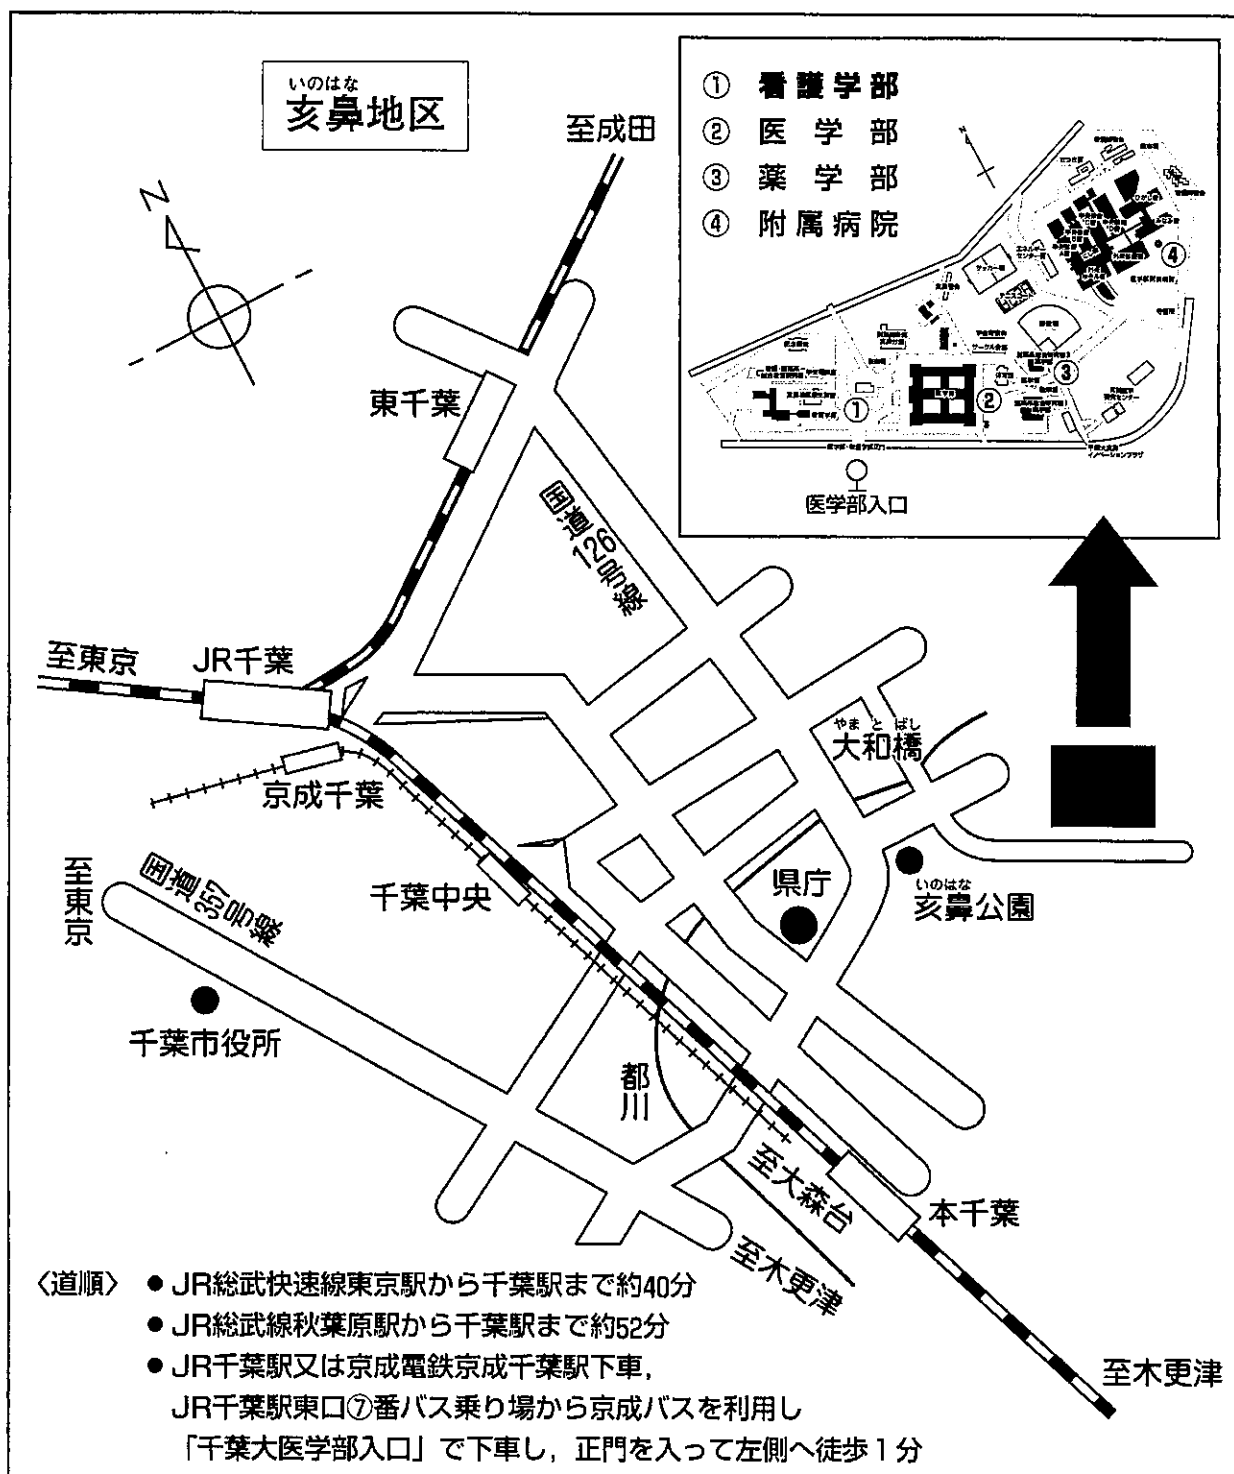 いのはな
亥鼻地区
至成田
N
東千葉
国道126号線
至東京
JR千葉
京成千葉
至東京
国道357号線
千葉中央
千葉市役所
都川
県庁
やまとばし
大和橋
いのはな
亥鼻公園
至大森台
至木更津
本千葉
至木更津
① 看護学部
② 医学部
③ 薬学部
④ 附属病院
N
サッカー場
①
②
③
④
医学部入口
〈道順〉 ● JR総武快速線東京駅から千葉駅まで約40分
● JR総武線秋葉原駅から千葉駅まで約52分
● JR千葉駅又は京成電鉄京成千葉駅下車,
JR千葉駅東口⑦番バス乗り場から京成バスを利用し
「千葉大医学部入口」で下車し, 正門を入って左側へ徒歩1分